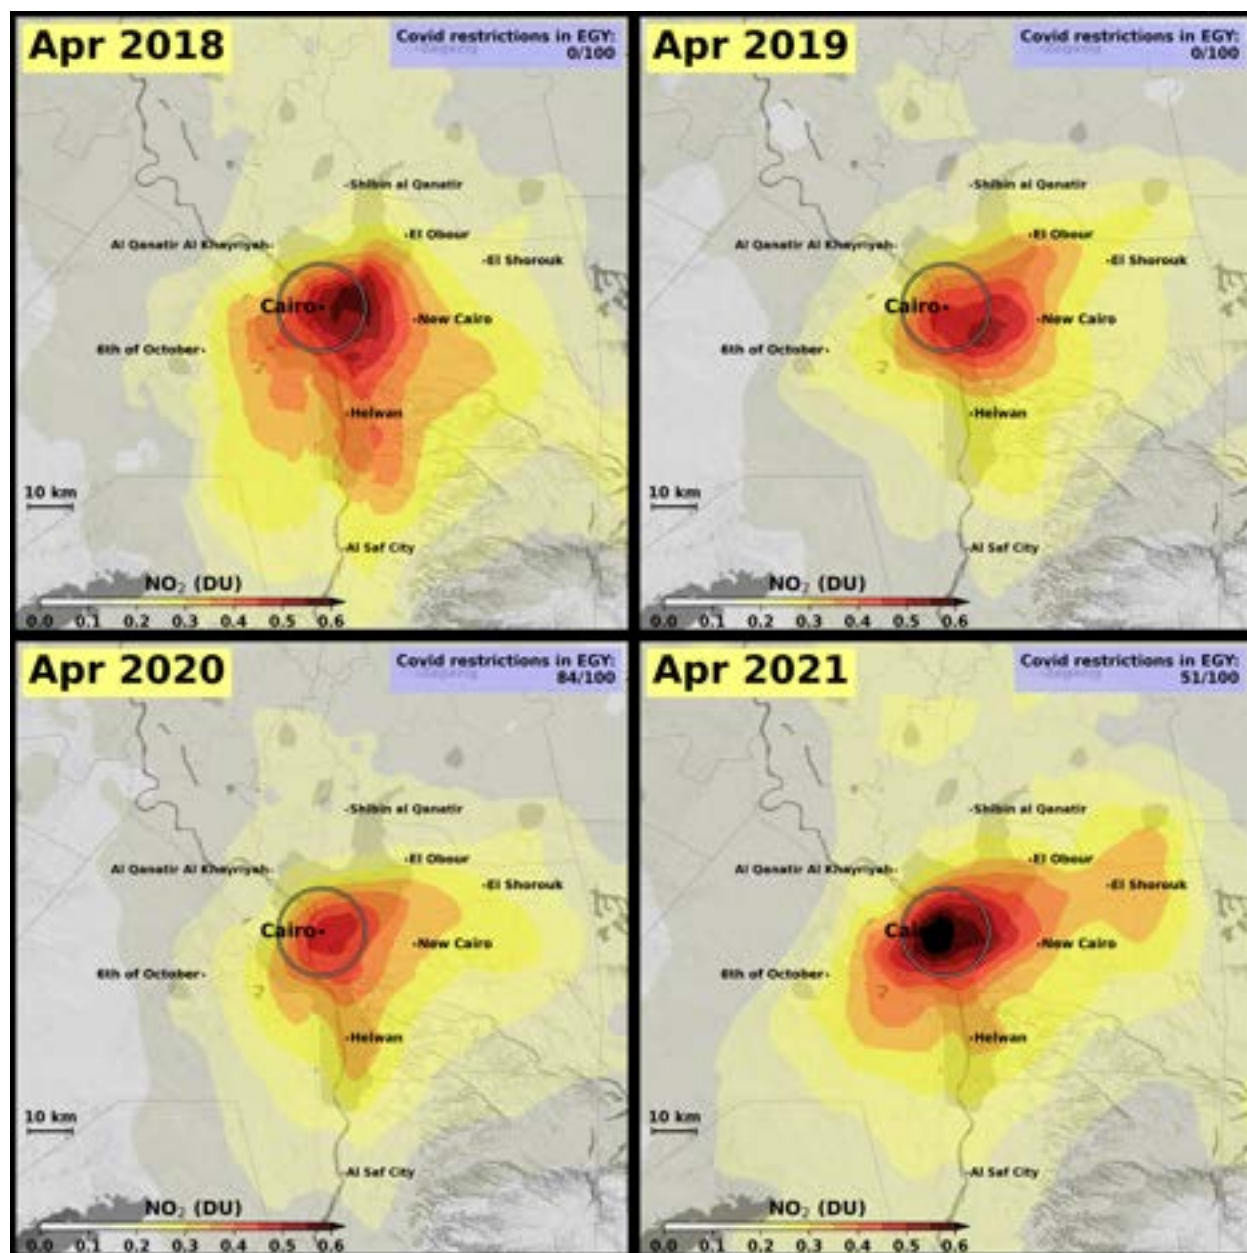 Apr 2018
Covid restrictions in EGY:
0/100
Shibin al Qanatir
El Obour
Al Qanatir Al Khayriyah
El Shorouk
Cairo
New Cairo
6th of October
Helwan
10 km
Al Saf City
NO₂ (DU)
0.0 0.1 0.2 0.3 0.4 0.5 0.6
Apr 2019
Covid restrictions in EGY:
0/100
Shibin al Qanatir
El Obour
Al Qanatir Al Khayriyah
El Shorouk
Cairo
New Cairo
6th of October
Helwan
10 km
Al Saf City
NO₂ (DU)
0.0 0.1 0.2 0.3 0.4 0.5 0.6
Apr 2020
Covid restrictions in EGY:
84/100
Shibin al Qanatir
El Obour
Al Qanatir Al Khayriyah
El Shorouk
Cairo
New Cairo
6th of October
Helwan
10 km
Al Saf City
NO₂ (DU)
0.0 0.1 0.2 0.3 0.4 0.5 0.6
Apr 2021
Covid restrictions in EGY:
51/100
Shibin al Qanatir
El Obour
Al Qanatir Al Khayriyah
El Shorouk
Cairo
New Cairo
6th of October
Helwan
10 km
Al Saf City
NO₂ (DU)
0.0 0.1 0.2 0.3 0.4 0.5 0.6